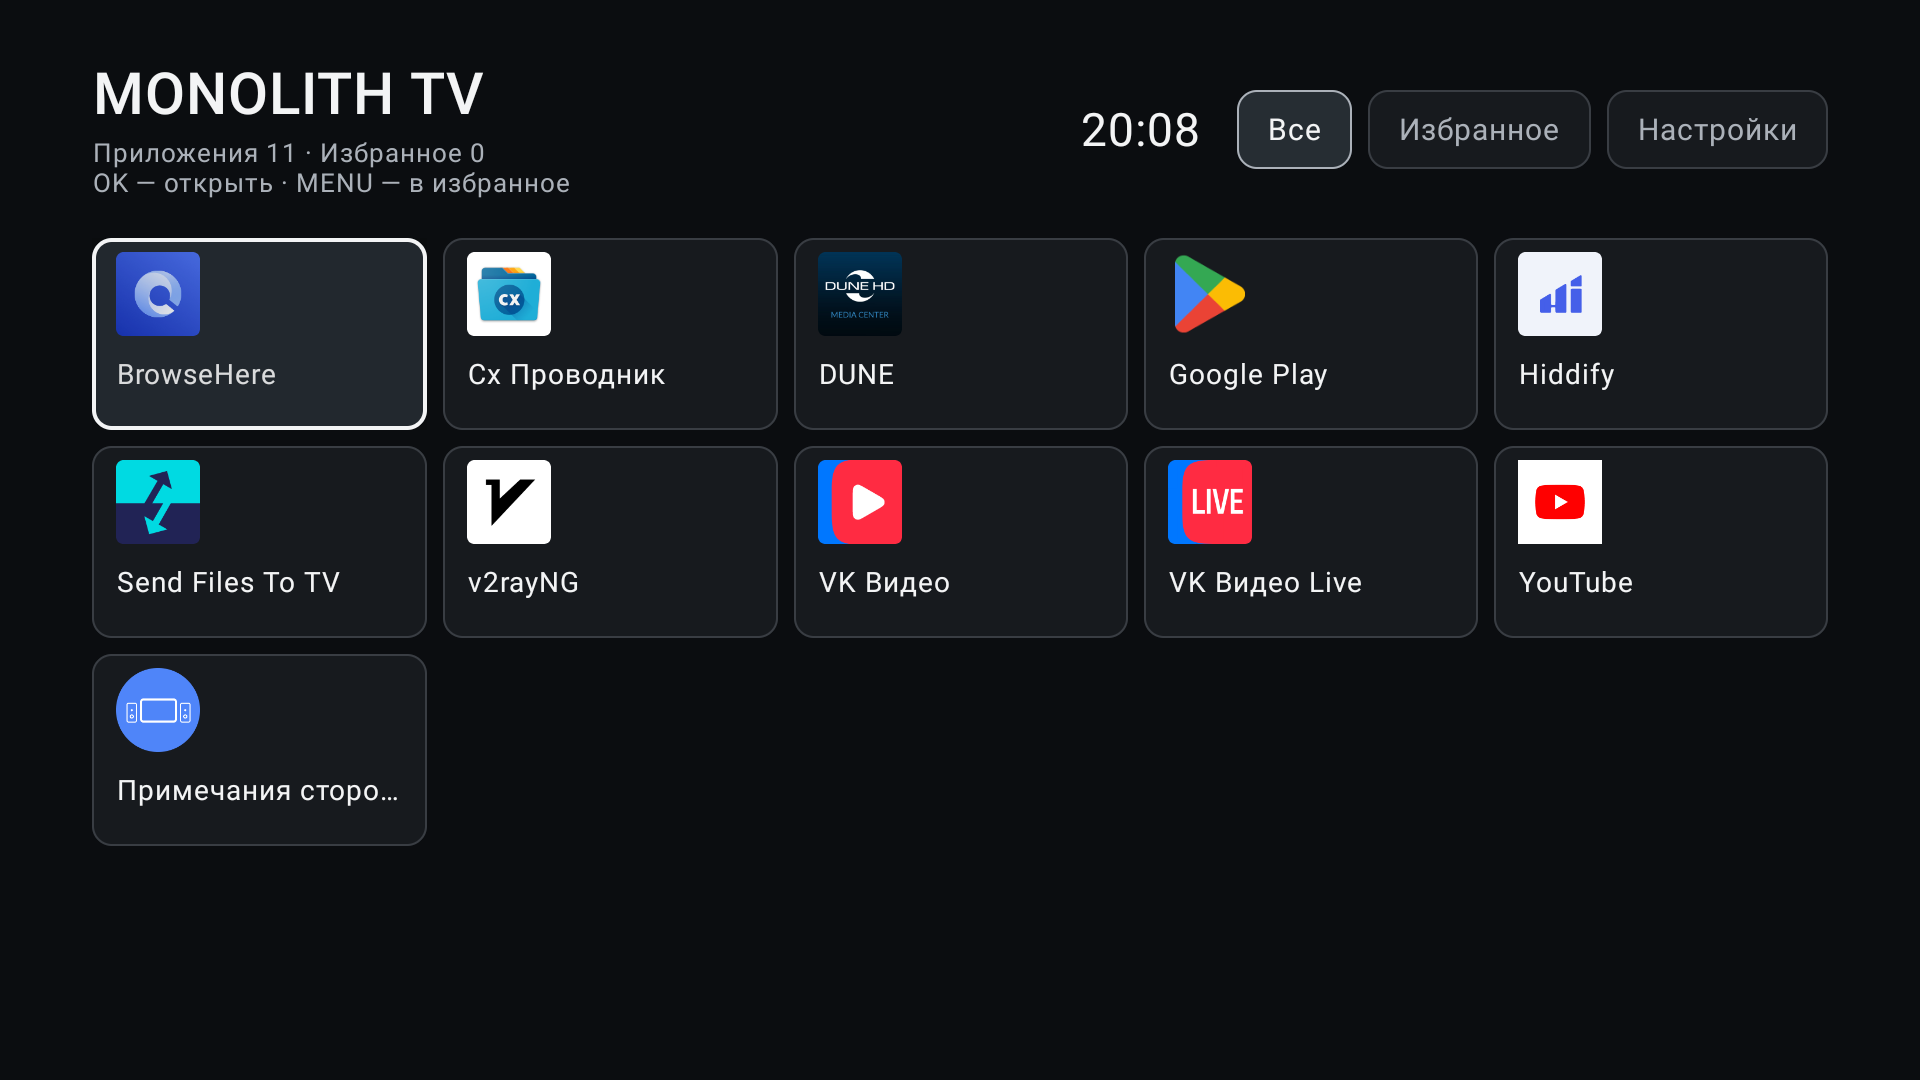 MONOLITH TV
Приложения 11 · Избранное 0
OK — открыть · MENU — в избранное
20:08
Все
Избранное
Настройки
BrowseHere
CX
Cx Проводник
DUNE HD
MEDIA CENTER
DUNE
Google Play
Hiddify
Send Files To TV
v2rayNG
VK Видео
LIVE
VK Видео Live
YouTube
Примечания сторо...